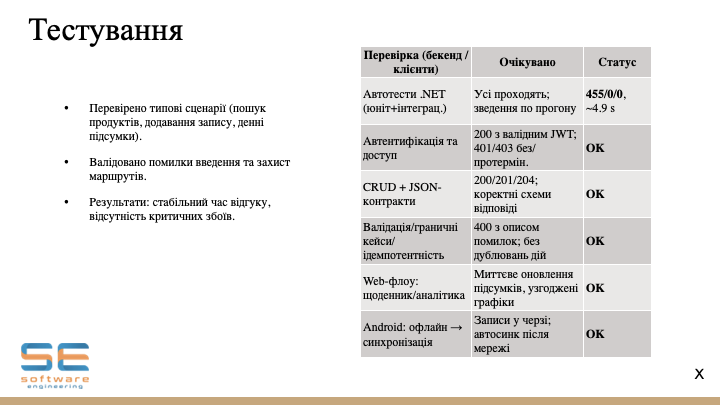 Тестування
• Перевірено типові сценарії (пошук
продуктів, додавання запису, денні
підсумки).
• Валідовано помилки введення та захист
маршрутів.
• Результати: стабільний час відгуку,
відсутність критичних збоїв.
Перевірка (бекенд /
клієнти)
Очікувано
Статус
Автотести .NET
(юніт+інтеграц.)
Усі проходять;
зведення по прогону
455/0/0,
~4.9 s
Автентифікація та
доступ
200 з валідним JWT;
401/403 без/
протермін.
OK
CRUD + JSON-
контракти
200/201/204;
коректні схеми
відповіді
OK
Валідація/граничні
кейси/
ідемпотентність
400 з описом
помилок; без
дублювань дій
OK
Web-флоу:
щоденник/аналітика
Миттєве оновлення
підсумків, узгоджені
графіки
OK
Android: офлайн →
синхронізація
Записи у черзі;
автосинк після
мережі
OK
SE
software
engineering
X